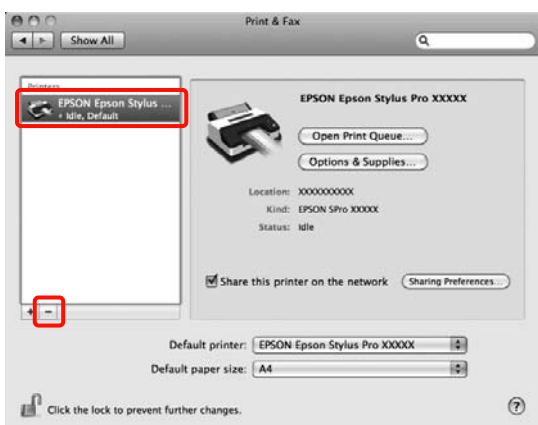 Print & Fax
Show All
Printers
EPSON Epson Stylus ...
• Idle, Default
EPSON Epson Stylus Pro XXXXX
Open Print Queue...
Options & Supplies...
Location: XXXXXXXXXX
Kind: EPSON SPro XXXXX
Status: Idle
Share this printer on the network
Sharing Preferences...
+ −
Default printer: EPSON Epson Stylus Pro XXXXX
Default paper size: A4
Click the lock to prevent further changes.
?